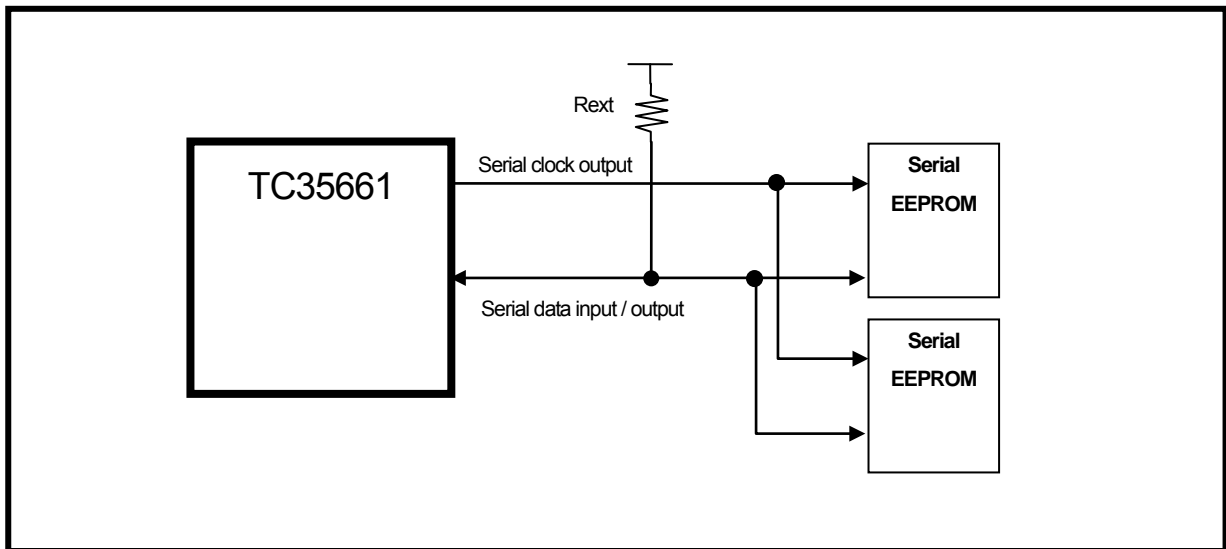 Rext
TC35661
Serial clock output
Serial
EEPROM
Serial data input / output
Serial
EEPROM